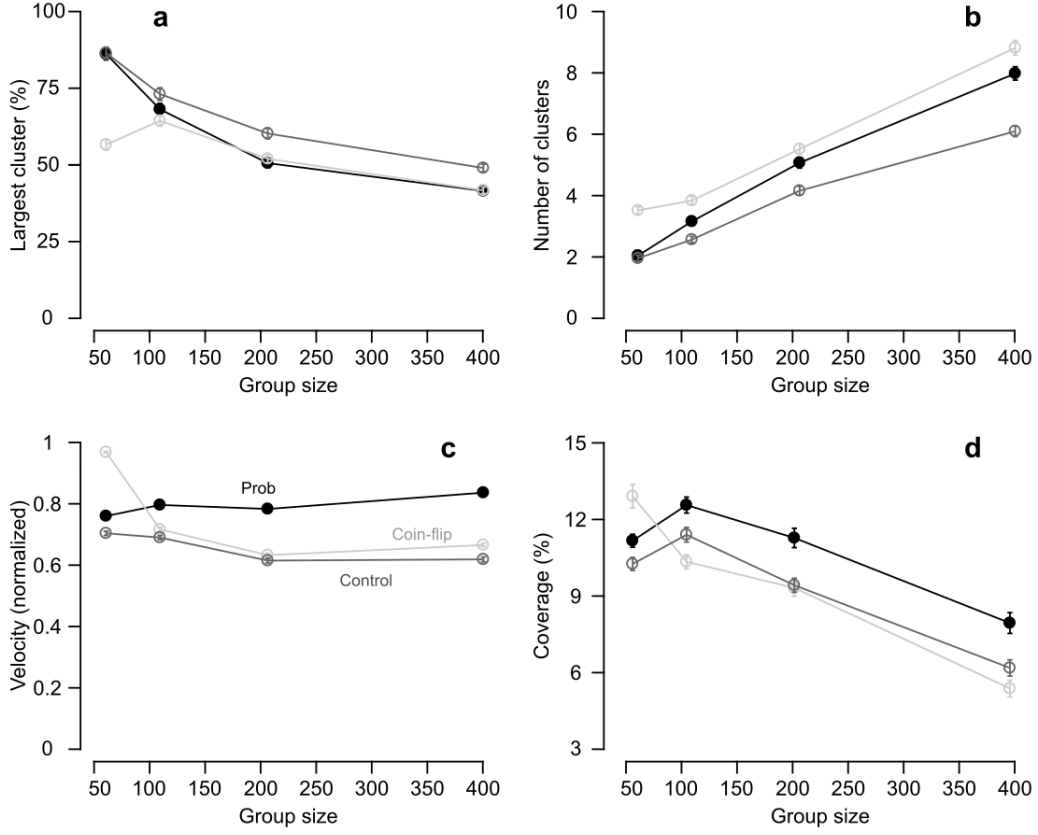 a
Largest cluster (%)
100
75
50
25
0
50 100 150 200 250 300 350 400
Group size
b
Number of clusters
10
8
6
4
2
0
50 100 150 200 250 300 350 400
Group size
c
Velocity (normalized)
1
0.8
0.6
0.4
0.2
0
Prob
Coin-flip
Control
50 100 150 200 250 300 350 400
Group size
d
Coverage (%)
15
12
9
6
3
50 100 150 200 250 300 350 400
Group size